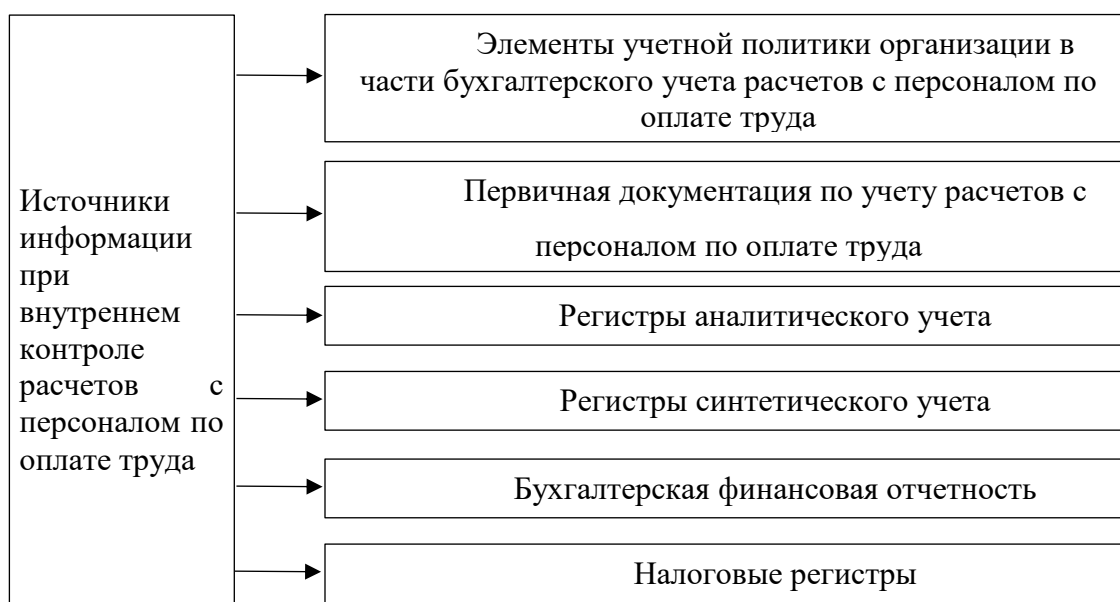 Источники
информации
при
внутреннем
контроле
расчетов с
персоналом по
оплате труда
Элементы учетной политики организации в
части бухгалтерского учета расчетов с персоналом по
оплате труда
Первичная документация по учету расчетов с
персоналом по оплате труда
Регистры аналитического учета
Регистры синтетического учета
Бухгалтерская финансовая отчетность
Налоговые регистры